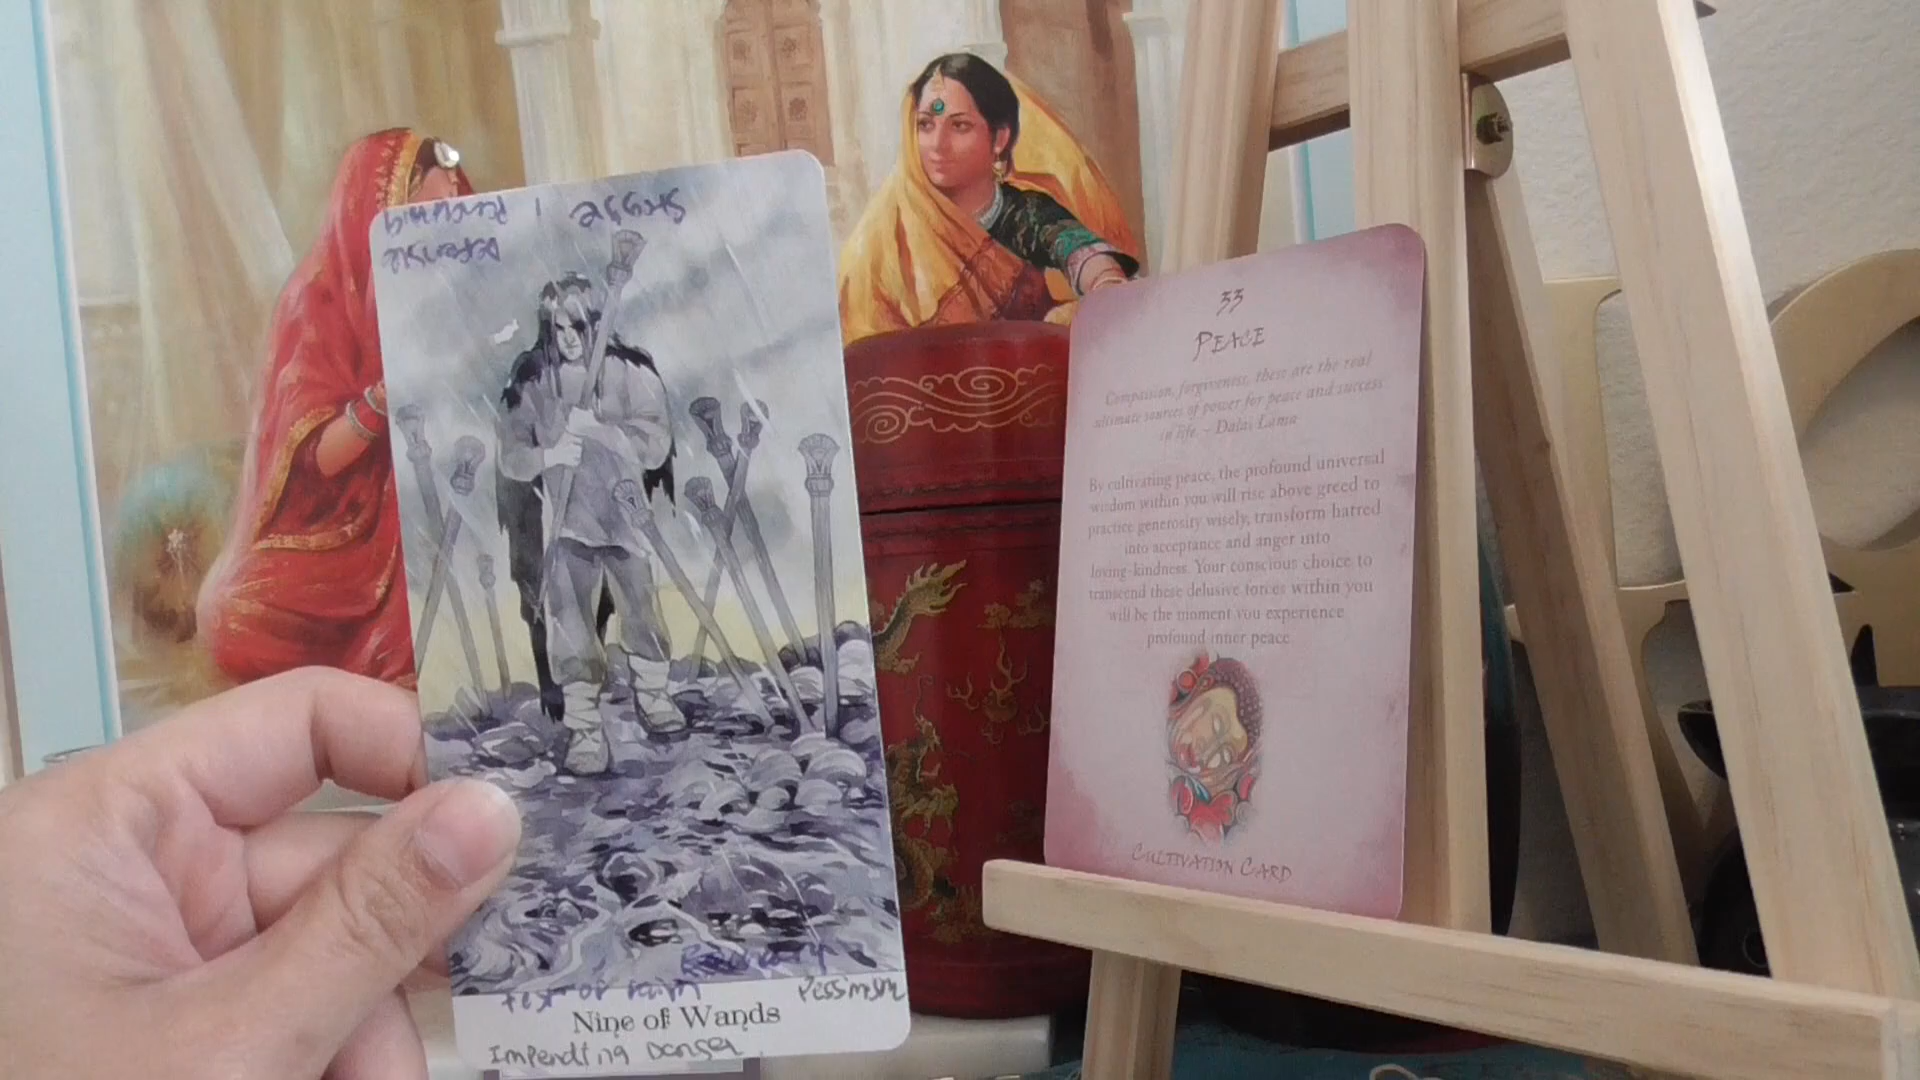 Test of faith
Nine of Wands
Impending Danger
33
PEACE
Compassion, forgiveness, these are the real
ultimate sources of power for peace and success
in life. ~ Dalai Lama
By cultivating peace, the profound universal
wisdom within you will rise above greed to
practice generosity wisely, transform hatred
into acceptance and anger into
loving-kindness. Your conscious choice to
transcend these delusive forces within you
will be the moment you experience
profound inner peace.
CULTIVATION CARD